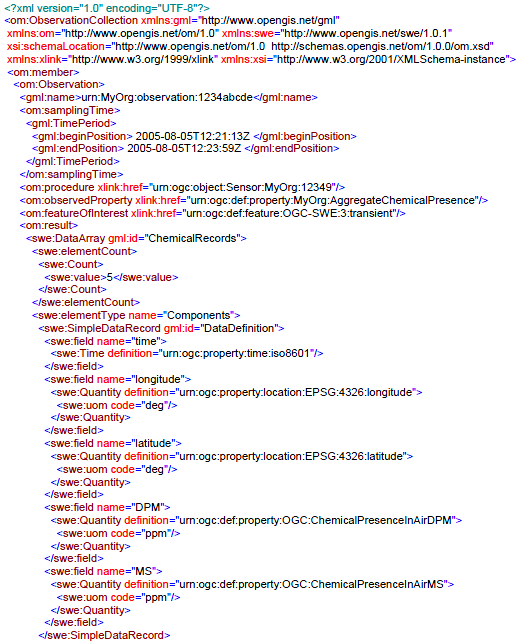 <?xml version="1.0" encoding="UTF-8"?>
<om:ObservationCollection xmlns:gml="http://www.opengis.net/gml"
xmlns:om="http://www.opengis.net/om/1.0" xmlns:swe="http://www.opengis.net/swe/1.0.1"
xsi:schemaLocation="http://www.opengis.net/om/1.0 http://schemas.opengis.net/om/1.0.0/om.xsd"
xmlns:xlink="http://www.w3.org/1999/xlink" xmlns:xsi="http://www.w3.org/2001/XMLSchema-instance">
<om:member>
<om:Observation>
<gml:name>urn:MyOrg:observation:1234abcde</gml:name>
<om:samplingTime>
<gml:TimePeriod>
<gml:beginPosition> 2005-08-05T12:21:13Z </gml:beginPosition>
<gml:endPosition> 2005-08-05T12:23:59Z </gml:endPosition>
</gml:TimePeriod>
</om:samplingTime>
<om:procedure xlink:href="urn:ogc:object:Sensor:MyOrg:12349"/>
<om:observedProperty xlink:href="urn:ogc:def:property:MyOrg:AggregateChemicalPresence"/>
<om:featureOfInterest xlink:href="urn:ogc:def:feature:OGC-SWE:3:transient"/>
<om:result>
<swe:DataArray gml:id="ChemicalRecords">
<swe:elementCount>
<swe:Count>
<swe:value>5</swe:value>
</swe:Count>
</swe:elementCount>
<swe:elementType name="Components">
<swe:SimpleDataRecord gml:id="DataDefinition">
<swe:field name="time">
<swe:Time definition="urn:ogc:property:time:iso8601"/>
</swe:field>
<swe:field name="longitude">
<swe:Quantity definition="urn:ogc:property:location:EPSG:4326:longitude">
<swe:uom code="deg"/>
</swe:Quantity>
</swe:field>
<swe:field name="latitude">
<swe:Quantity definition="urn:ogc:property:location:EPSG:4326:latitude">
<swe:uom code="deg"/>
</swe:Quantity>
</swe:field>
<swe:field name="DPM">
<swe:Quantity definition="urn:ogc:def:property:OGC:ChemicalPresenceInAirDPM">
<swe:uom code="ppm"/>
</swe:Quantity>
</swe:field>
<swe:field name="MS">
<swe:Quantity definition="urn:ogc:def:property:OGC:ChemicalPresenceInAirMS">
<swe:uom code="ppm"/>
</swe:Quantity>
</swe:field>
</swe:SimpleDataRecord>